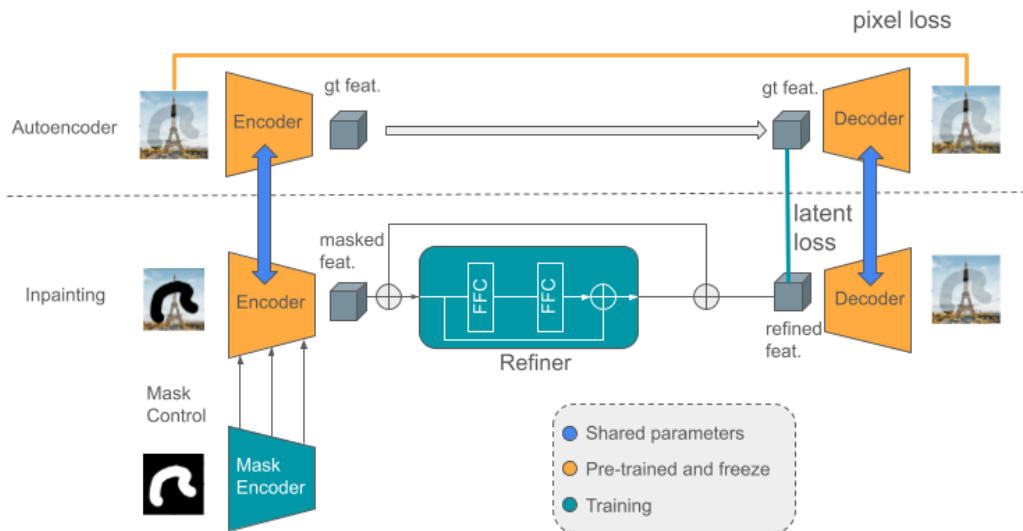 pixel loss
gt feat.
gt feat.
Autoencoder
Encoder
Decoder
masked
feat.
latent
loss
Inpainting
Encoder
FFC
FFC
Decoder
refined
feat.
Refiner
Mask
Control
Mask
Encoder
Shared parameters
Pre-trained and freeze
Training